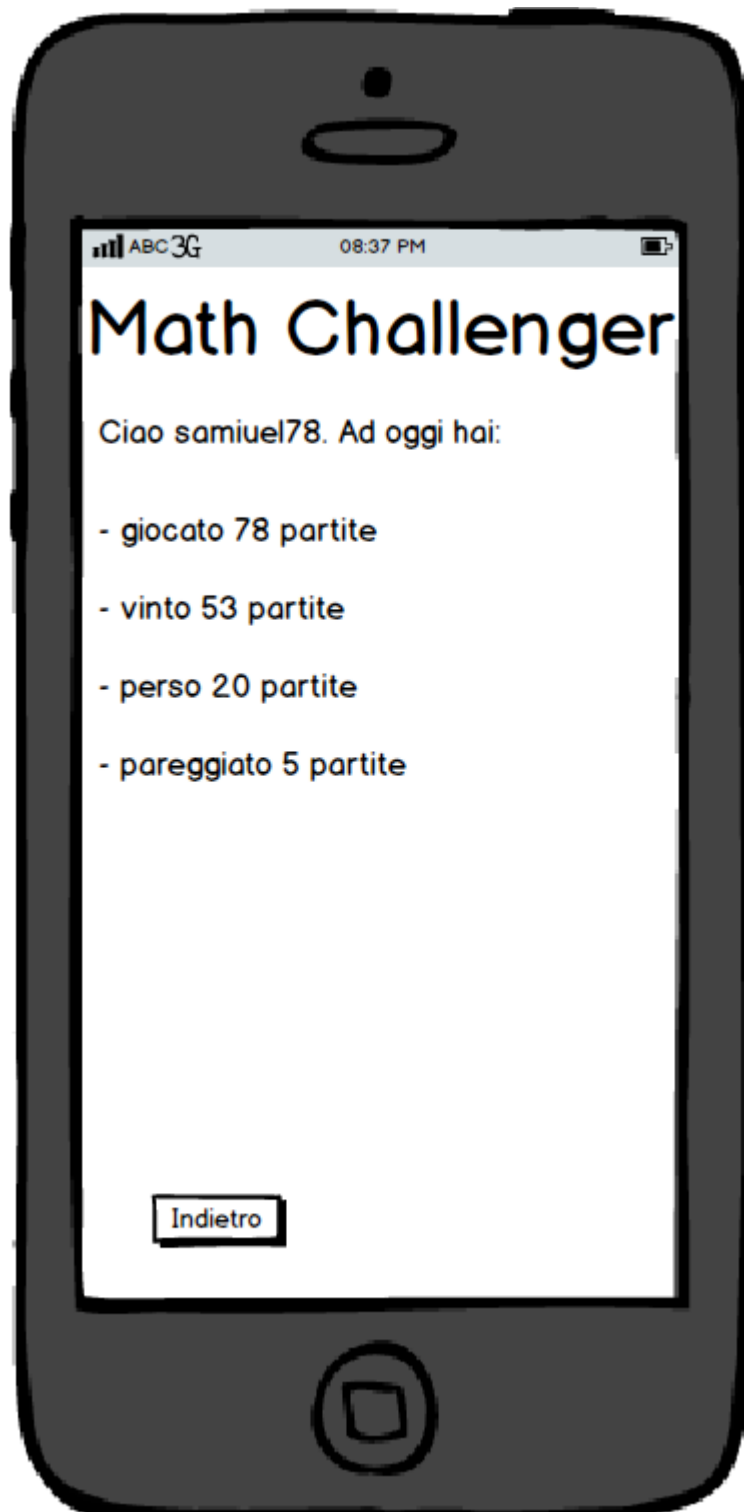 ABC 3G 08:37 PM
Math Challenger
Ciao samiuel78. Ad oggi hai:
- giocato 78 partite
- vinto 53 partite
- perso 20 partite
- pareggiato 5 partite
Indietro